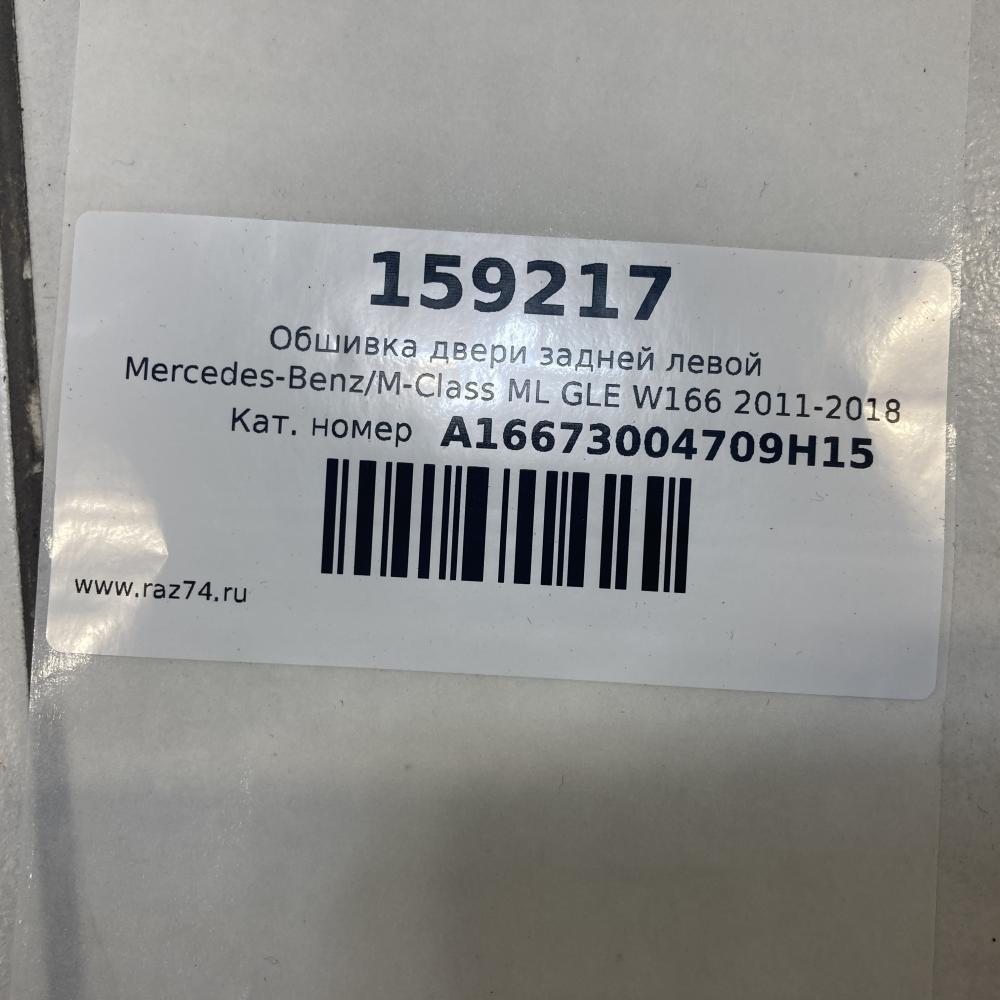 159217
Обшивка двери задней левой
Mercedes-Benz/M-Class ML GLE W166 2011-2018
Кат. номер A16673004709H15
www.raz74.ru